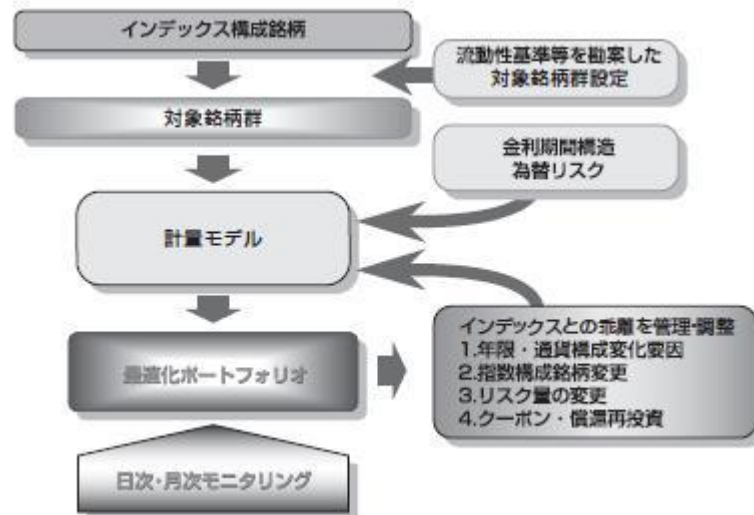 インデックス構成銘柄
流動性基準等を勘案した
対象銘柄群設定
対象銘柄群
金利期間構造
為替リスク
計量モデル
インデックスとの乖離を管理・調整
1.年限・通貨構成変化要因
2.指数構成銘柄変更
3.リスク量の変更
4.クーポン・償還再投資
最適化ポートフォリオ
日次・月次モニタリング